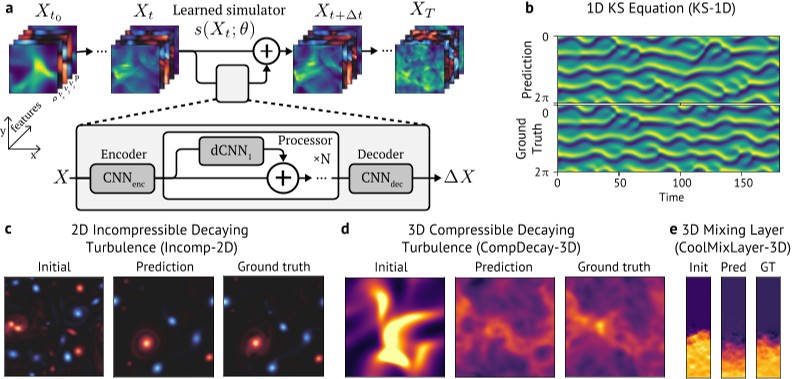 a
X_{t_0}
X_t
Learned simulator
s(X_t; θ)
X_{t+Δt}
X_T
...
...
+
features
y
x
Encoder
Processor
Decoder
X
CNN_enc
dCNN_i
×N
+
...
CNN_dec
ΔX
b
1D KS Equation (KS-1D)
Prediction
0
2π
Ground
Truth
0
2π
0
50
100
150
Time
c
2D Incompressible Decaying
Turbulence (Incomp-2D)
Initial
Prediction
Ground truth
d
3D Compressible Decaying
Turbulence (CompDecay-3D)
Initial
Prediction
Ground truth
e
3D Mixing Layer
(CoolMixLayer-3D)
Init
Pred
GT